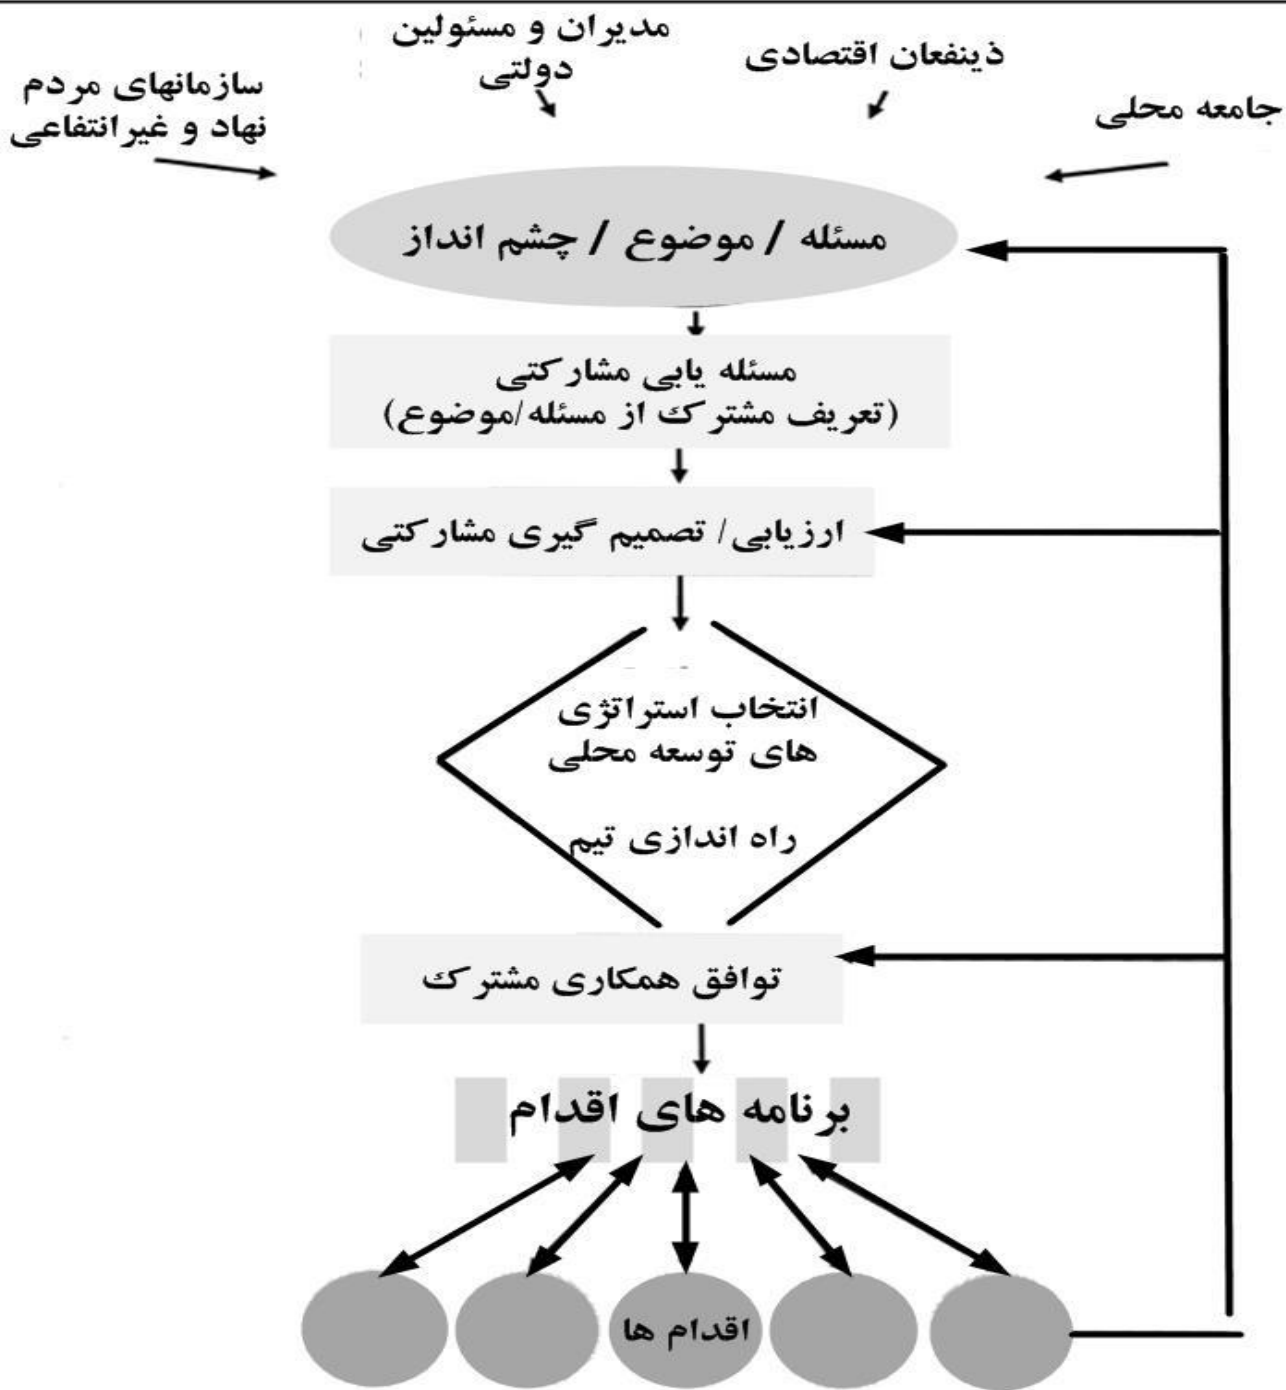 جامعه محلی
ذینفعان اقتصادی
مدیران و مسئولین
دولتی
سازمانهای مردم
نهاد و غیرانتفاعی
مسئله / موضوع / چشم انداز
مسئله یابی مشارکتی
(تعریف مشترک از مسئله/موضوع)
ارزیابی/ تصمیم گیری مشارکتی
انتخاب استراتژی
های توسعه محلی
راه اندازی تیم
توافق همکاری مشترک
برنامه های اقدام
اقدام ها